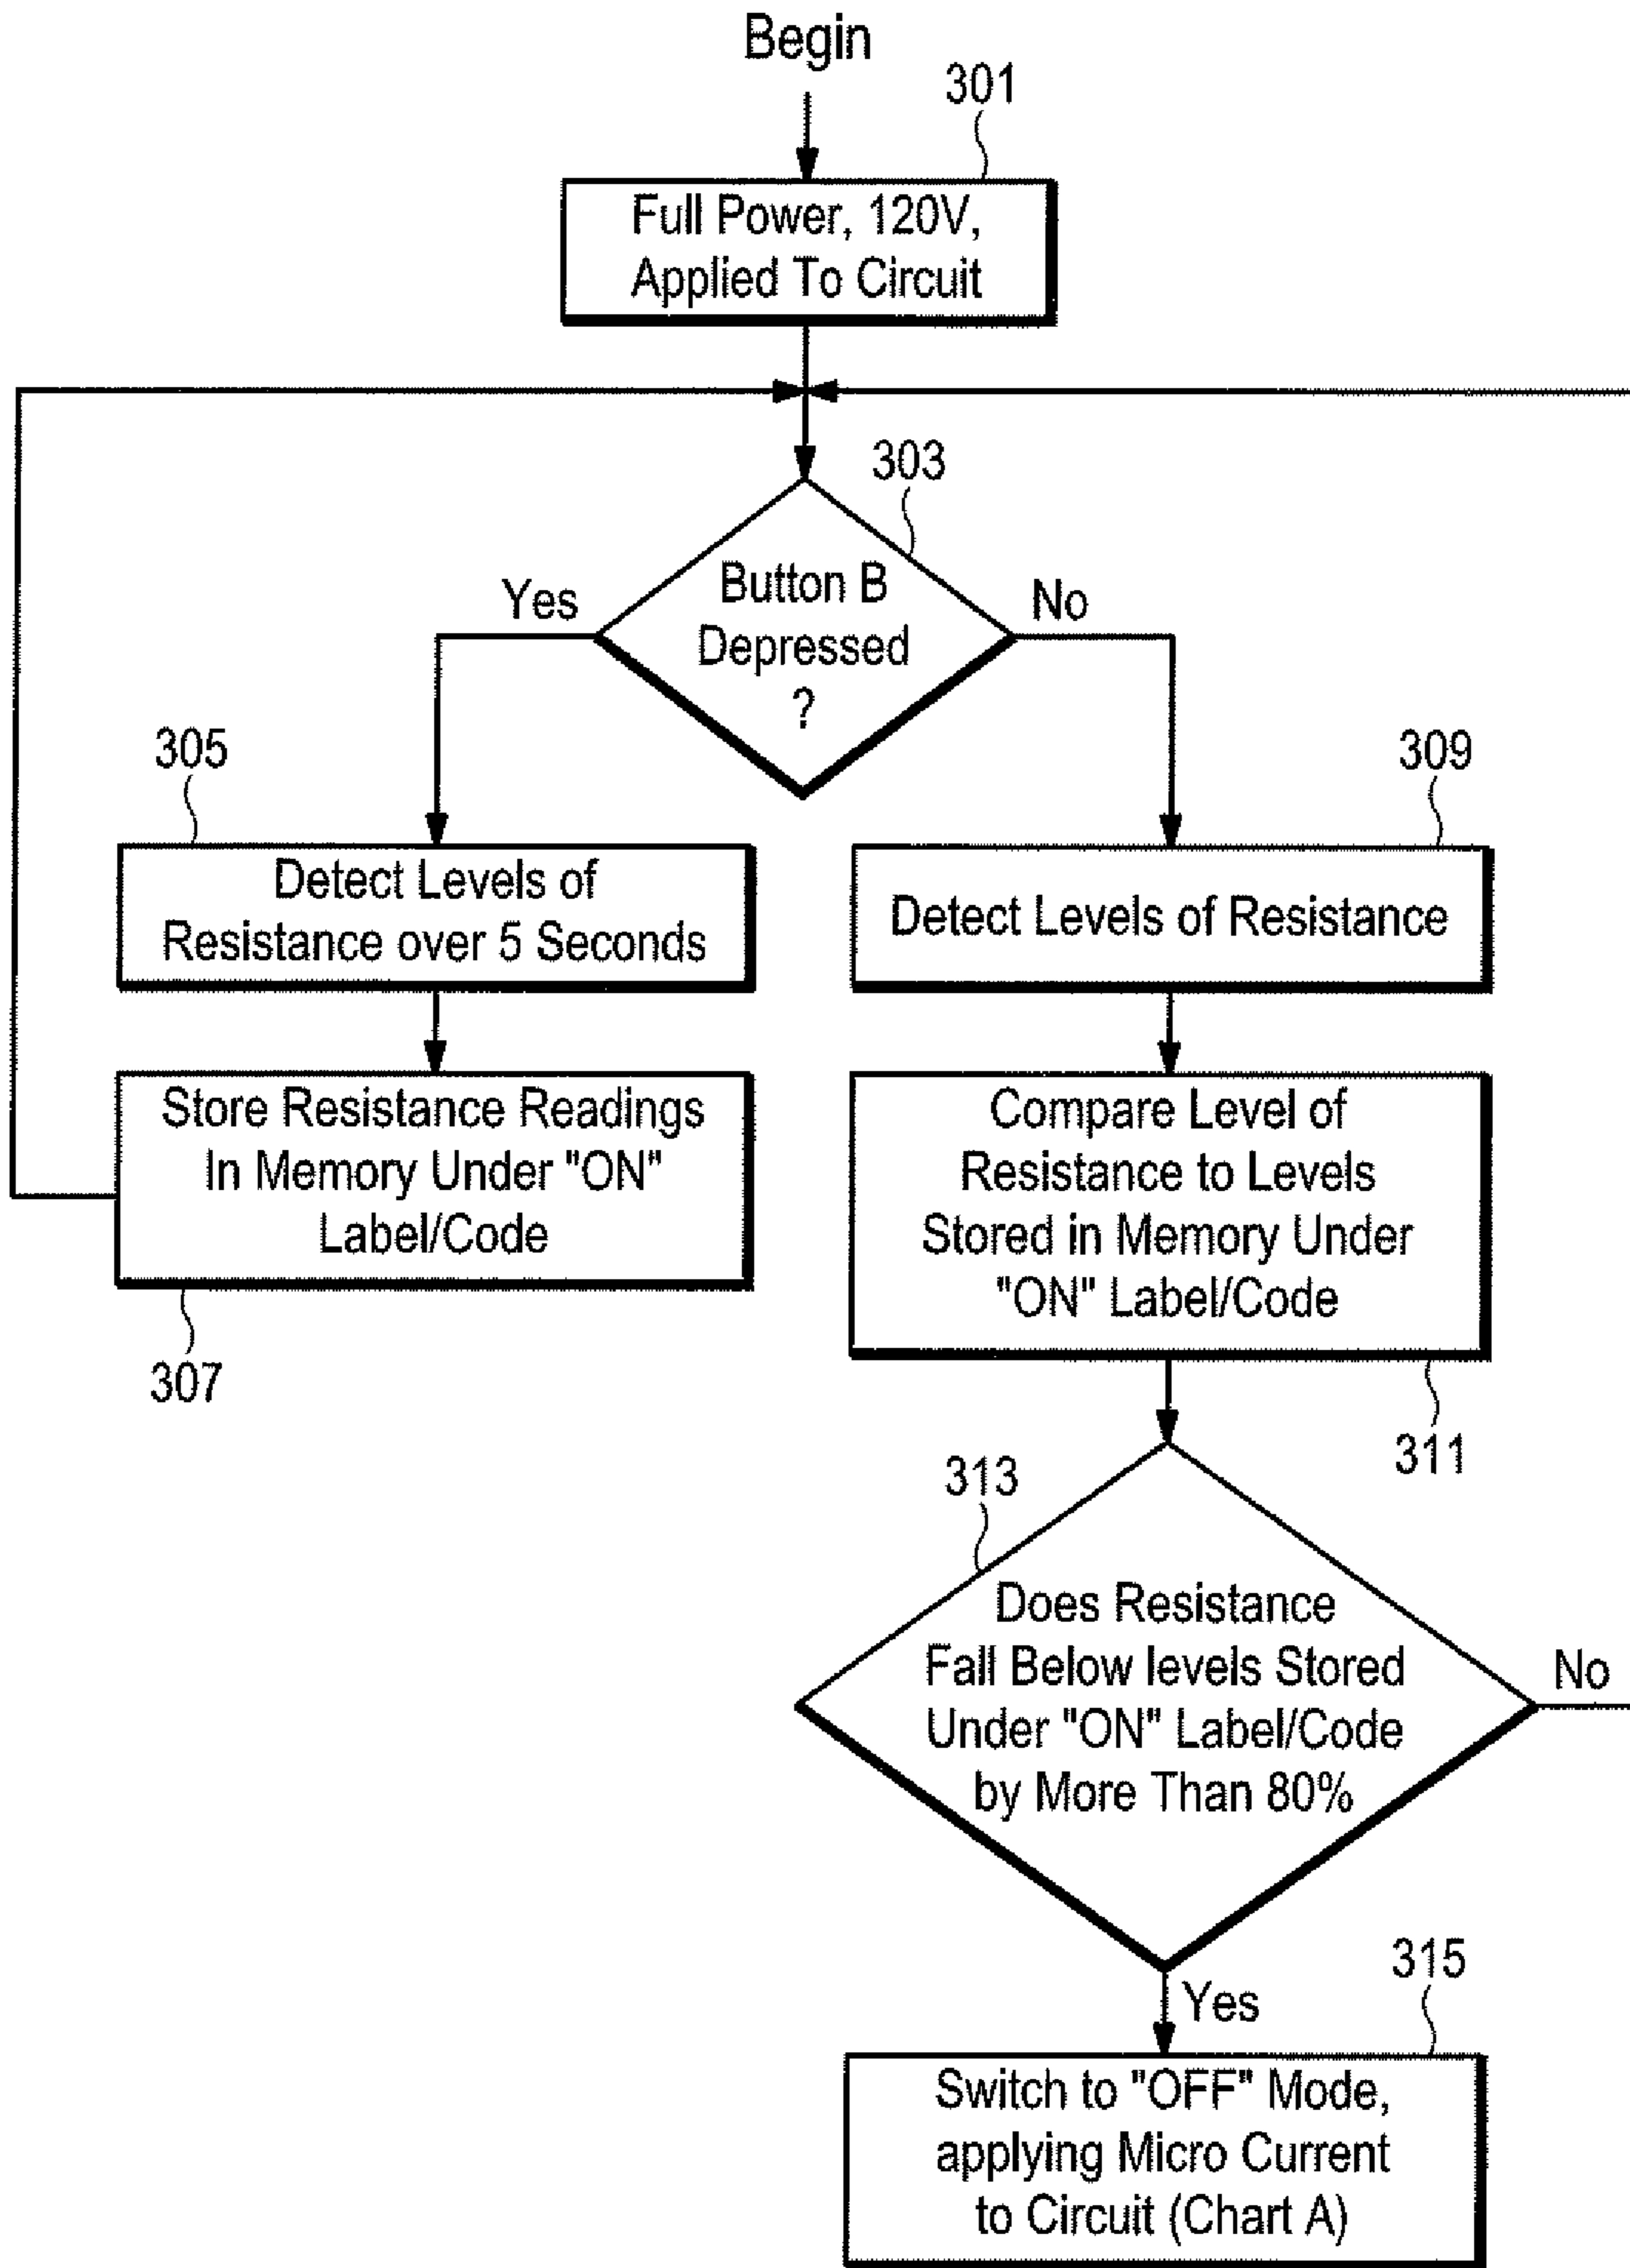 Begin
301
Full Power, 120V,
Applied To Circuit
303
Button B
Depressed
?
Yes
No
305
Detect Levels of
Resistance over 5 Seconds
309
Detect Levels of Resistance
Store Resistance Readings
In Memory Under "ON"
Label/Code
307
Compare Level of
Resistance to Levels
Stored in Memory Under
"ON" Label/Code
311
313
Does Resistance
Fall Below levels Stored
Under "ON" Label/Code
by More Than 80%
No
Yes
315
Switch to "OFF" Mode,
applying Micro Current
to Circuit (Chart A)